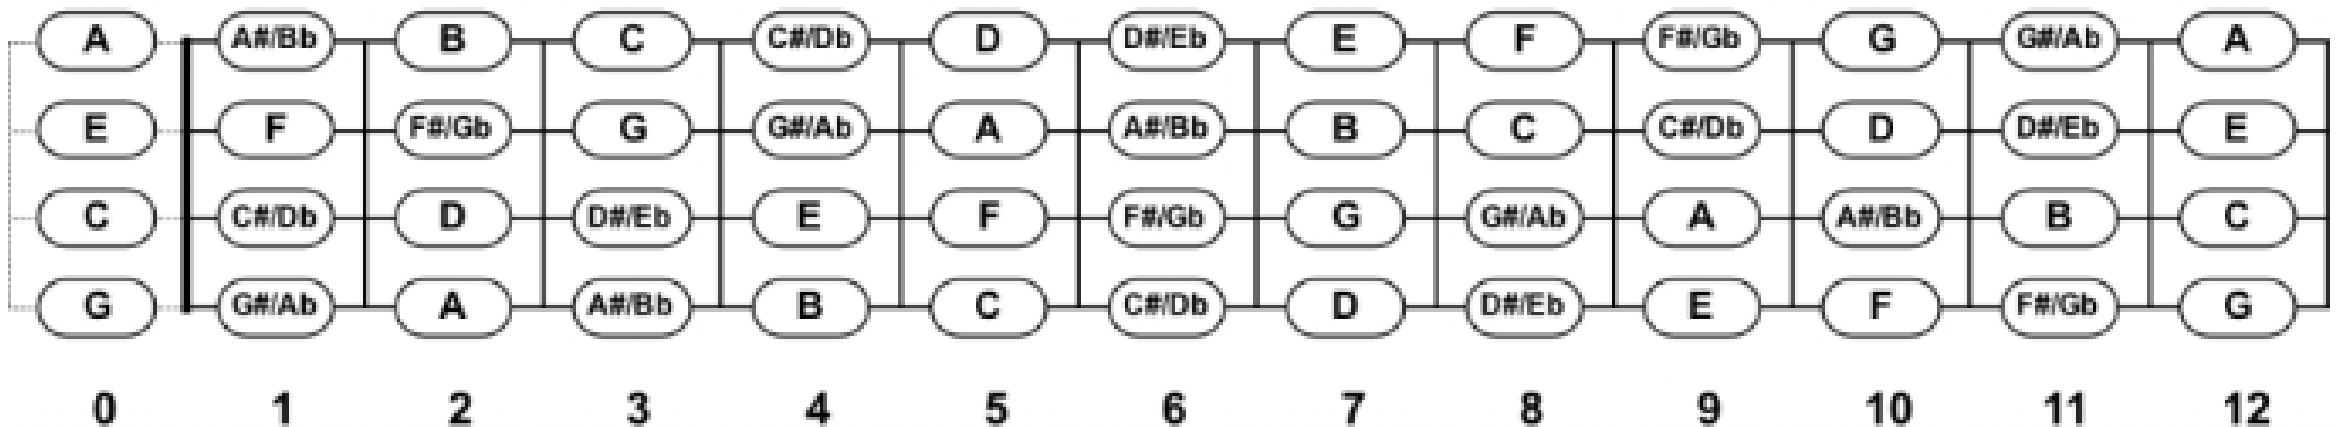 A A#/Bb B C C#/Db D D#/Eb E F F#/Gb G G#/Ab A
E F F#/Gb G G#/Ab A A#/Bb B C C#/Db D D#/Eb E
C C#/Db D D#/Eb E F F#/Gb G G#/Ab A A#/Bb B C
G G#/Ab A A#/Bb B C C#/Db D D#/Eb E F F#/Gb G
0 1 2 3 4 5 6 7 8 9 10 11 12